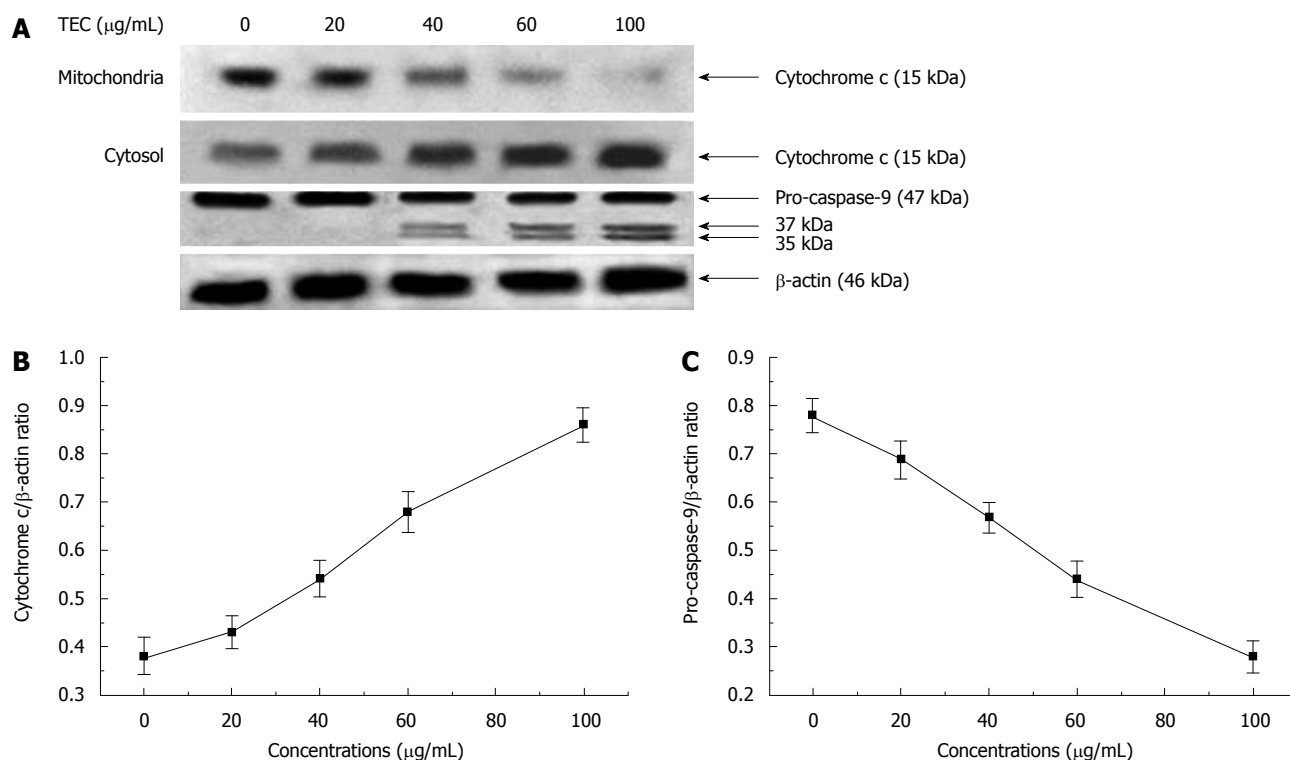 A
TEC (μg/mL) 0 20 40 60 100
Mitochondria
Cytochrome c (15 kDa)
Cytosol
Cytochrome c (15 kDa)
Pro-caspase-9 (47 kDa)
37 kDa
35 kDa
β-actin (46 kDa)
B
Cytochrome c/β-actin ratio
1.0
0.9
0.8
0.7
0.6
0.5
0.4
0.3
0 20 40 60 80 100
Concentrations (μg/mL)
C
Pro-caspase-9/β-actin ratio
0.9
0.8
0.7
0.6
0.5
0.4
0.3
0.2
0 20 40 60 80 100
Concentrations (μg/mL)